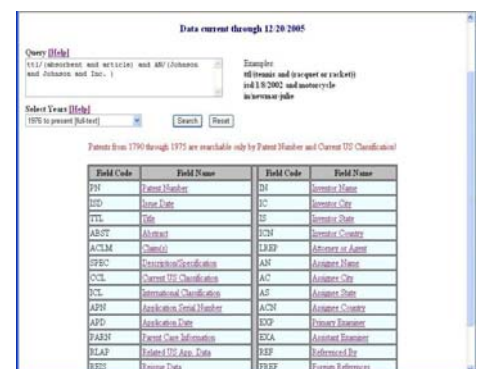 Data current through 12/20/2005
Query [Help]
ttl/(absorbent and article) and AN/(Johnson
and Johnson and Inc. )
Examples:
ttl/(tennis and (racquet or racket))
isd/1/8/2002 and motorcycle
in/newmar-julie
Select Years [Help]
1976 to present [full-text] Search Reset
Patents from 1790 through 1975 are searchable only by Patent Number and Current US Classification!
Field Code Field Name Field Code Field Name
PN Patent Number IN Inventor Name
ISD Issue Date IC Inventor City
TTL Title IS Inventor State
ABST Abstract ICN Inventor Country
ACLM Claim(s) LREP Attorney or Agent
SPEC Description/Specification AN Assignee Name
CCL Current US Classification AC Assignee City
ICL International Classification AS Assignee State
APN Application Serial Number ACN Assignee Country
APD Application Date EXP Primary Examiner
PARN Parent Case Information EXA Assistant Examiner
RLAP Related US App. Data REF Referenced By
REIS Reissue Data FREF Foreign References